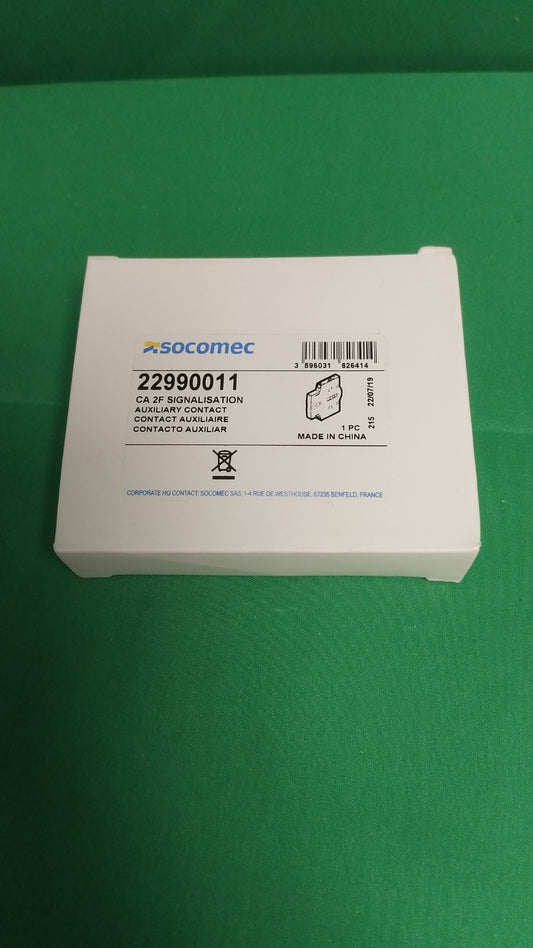 socomec
3 596031 826414
22990011
CA 2F SIGNALISATION
AUXILIARY CONTACT
CONTACT AUXILIAIRE
CONTACTO AUXILIAR
1 PC
MADE IN CHINA
215 22/07/19
CORPORATE HQ CONTACT: SOCOMEC SAS, 1-4 RUE DE WESTHOUSE, 67235 BENFELD, FRANCE